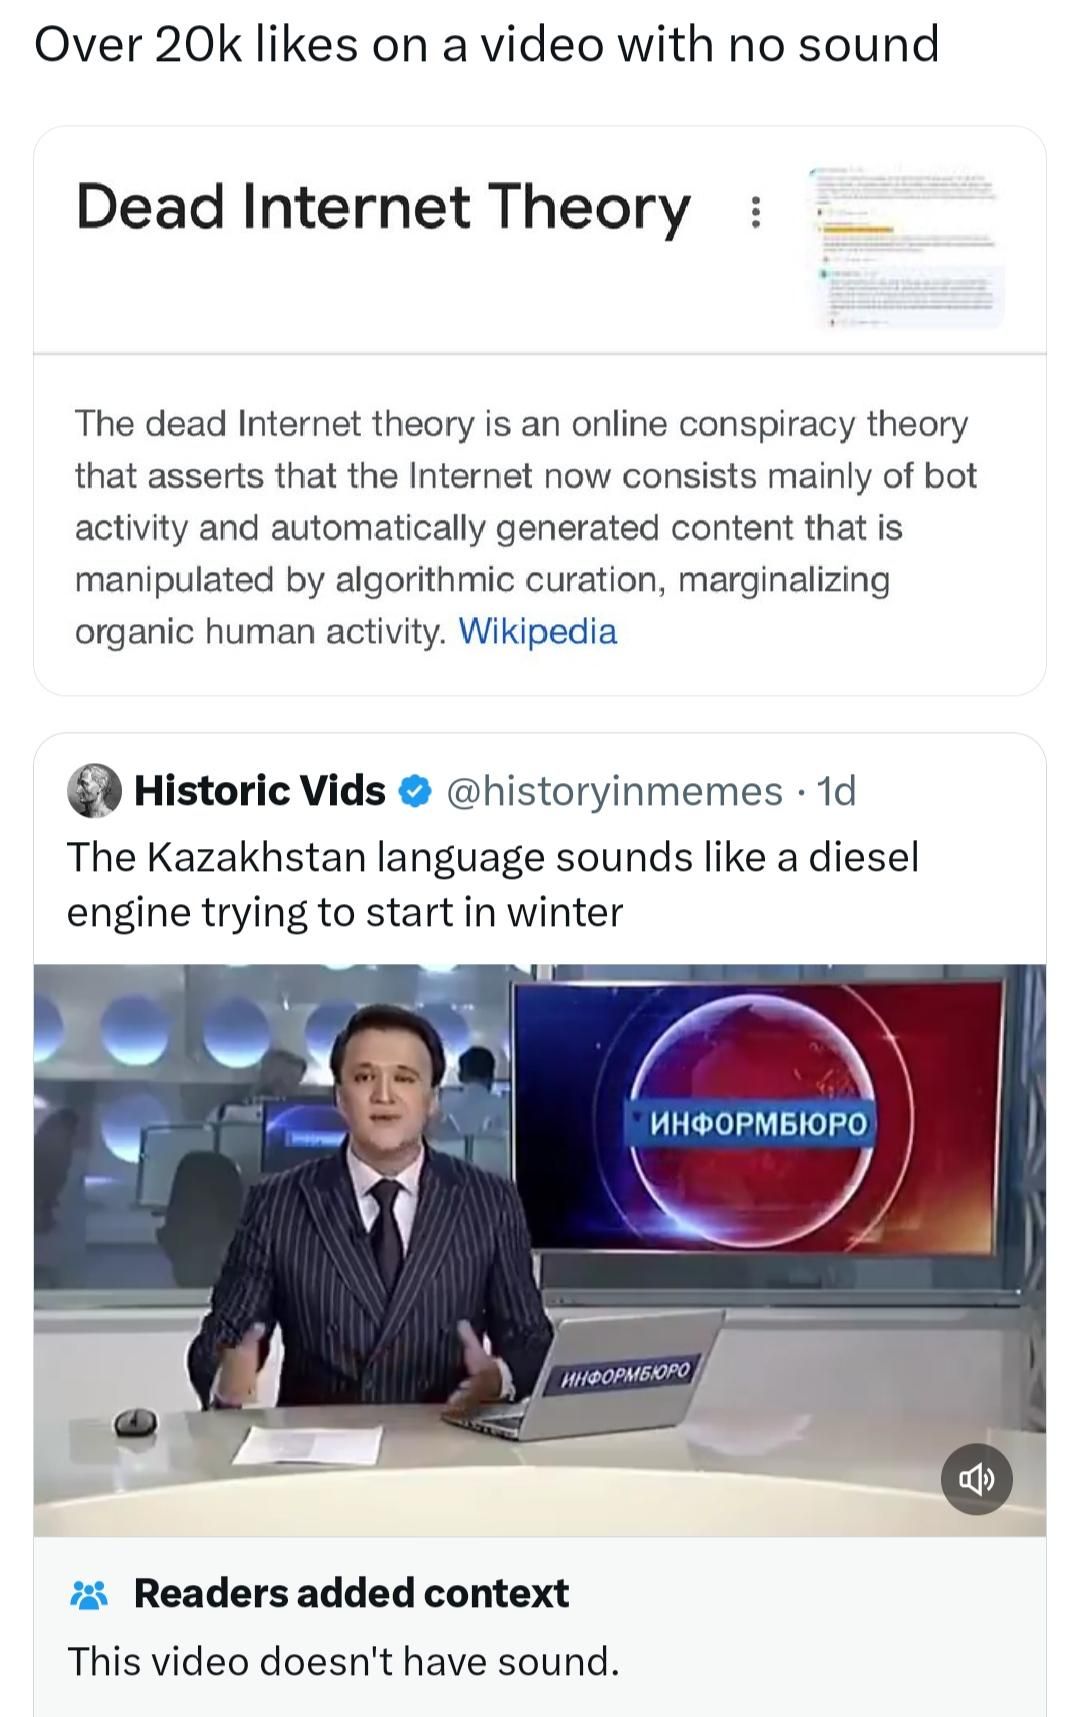 Over 20k likes on a video with no sound
Dead Internet Theory
The dead Internet theory is an online conspiracy theory
that asserts that the Internet now consists mainly of bot
activity and automatically generated content that is
manipulated by algorithmic curation, marginalizing
organic human activity. Wikipedia
Historic Vids @historyinmemes · 1d
The Kazakhstan language sounds like a diesel
engine trying to start in winter
ИНФОРМБЮРО
ИНФОРМБЮРО
Readers added context
This video doesn't have sound.